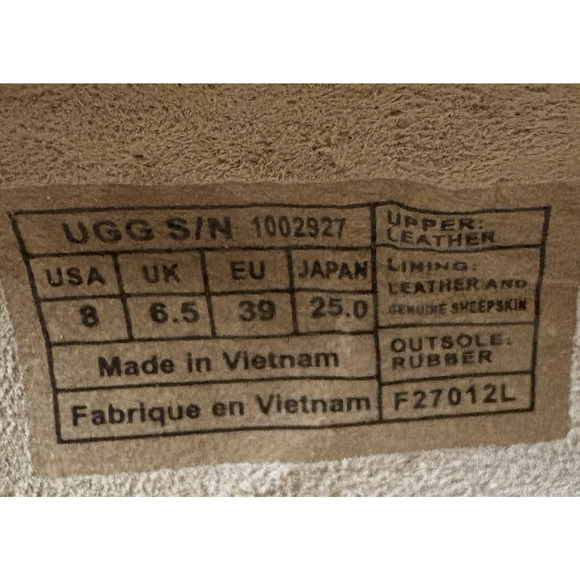 UGG S/N 1002927
USA UK EU JAPAN
8 6.5 39 25.0
Made in Vietnam
Fabrique en Vietnam
UPPER:
LEATHER
LINING:
LEATHER AND
GENUINE SHEEPSKIN
OUTSOLE:
RUBBER
F27012L